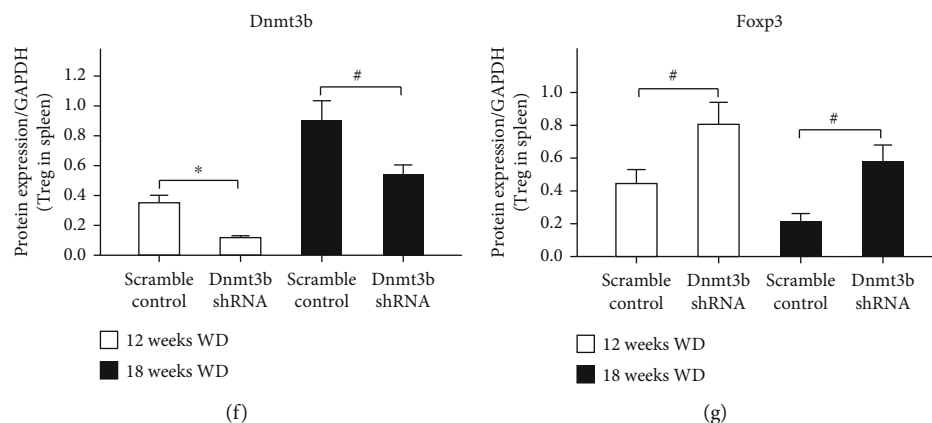 Dnmt3b
Protein expression/GAPDH
(Treg in spleen)
1.2
1.0
0.8
0.6
0.4
0.2
0.0
*
#
Scramble control
Dnmt3b shRNA
Scramble control
Dnmt3b shRNA
12 weeks WD
18 weeks WD
(f)
Foxp3
Protein expression/GAPDH
(Treg in spleen)
1.0
0.8
0.6
0.4
0.2
0.0
#
#
Scramble control
Dnmt3b shRNA
Scramble control
Dnmt3b shRNA
12 weeks WD
18 weeks WD
(g)